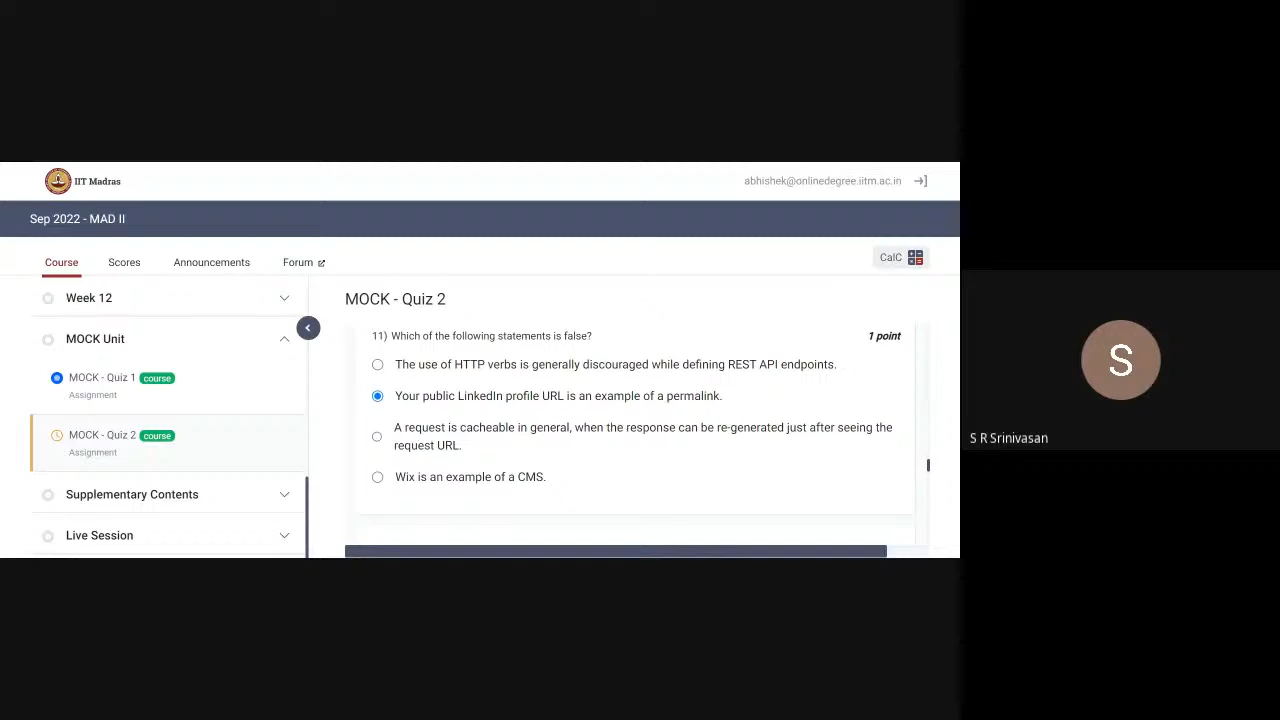 IIT Madras
abhishek@onlinedegree.iitm.ac.in
Sep 2022 - MAD II
Course
Scores
Announcements
Forum
CalC
Week 12
MOCK Unit
MOCK - Quiz 1 course
Assignment
MOCK - Quiz 2 course
Assignment
Supplementary Contents
Live Session
MOCK - Quiz 2
11) Which of the following statements is false? 1 point
The use of HTTP verbs is generally discouraged while defining REST API endpoints.
Your public LinkedIn profile URL is an example of a permalink.
A request is cacheable in general, when the response can be re-generated just after seeing the
request URL.
Wix is an example of a CMS.
S
S R Srinivasan